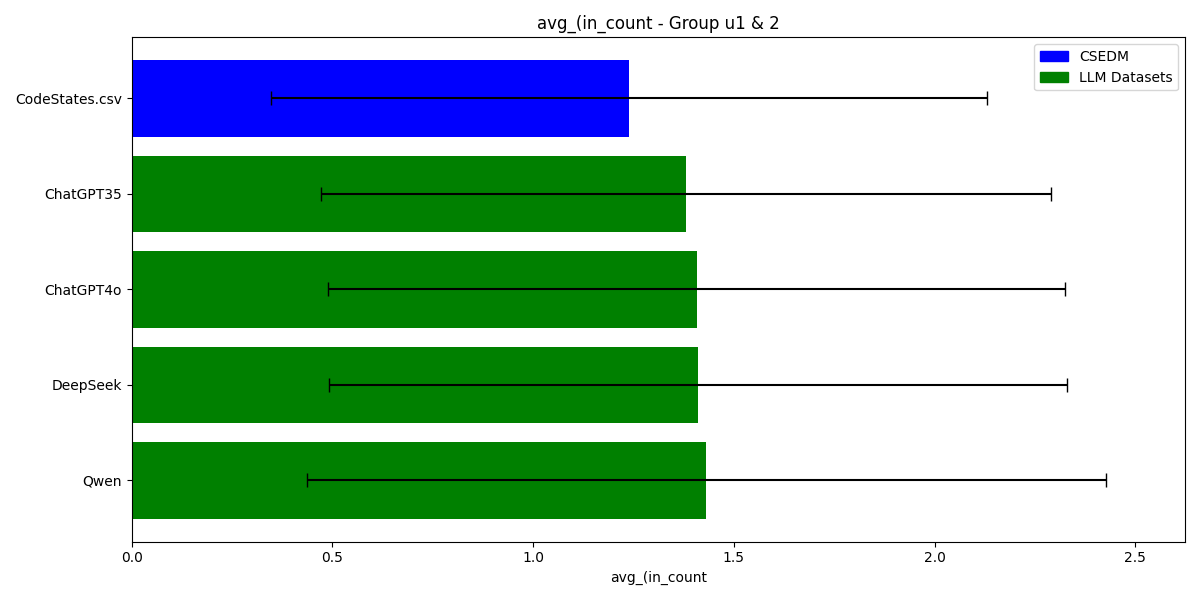 avg_(in_count - Group u1 & 2
CSEDM
LLM Datasets
CodeStates.csv
ChatGPT35
ChatGPT4o
DeepSeek
Qwen
0.0 0.5 1.0 1.5 2.0 2.5
avg_(in_count